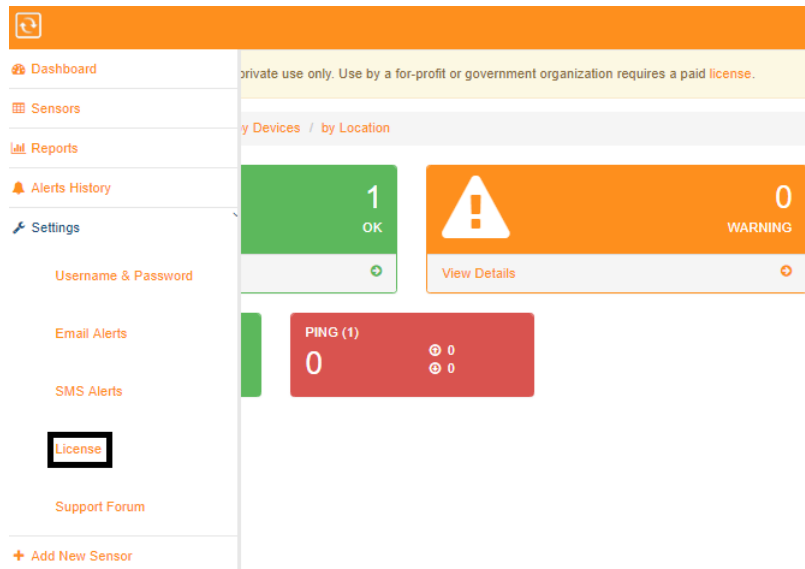 Dashboard
private use only. Use by a for-profit or government organization requires a paid license.
Sensors
by Devices / by Location
Reports
Alerts History
Settings
Username & Password
Email Alerts
SMS Alerts
License
Support Forum
+ Add New Sensor
1
OK
0
WARNING
View Details
PING (1)
0
0
0